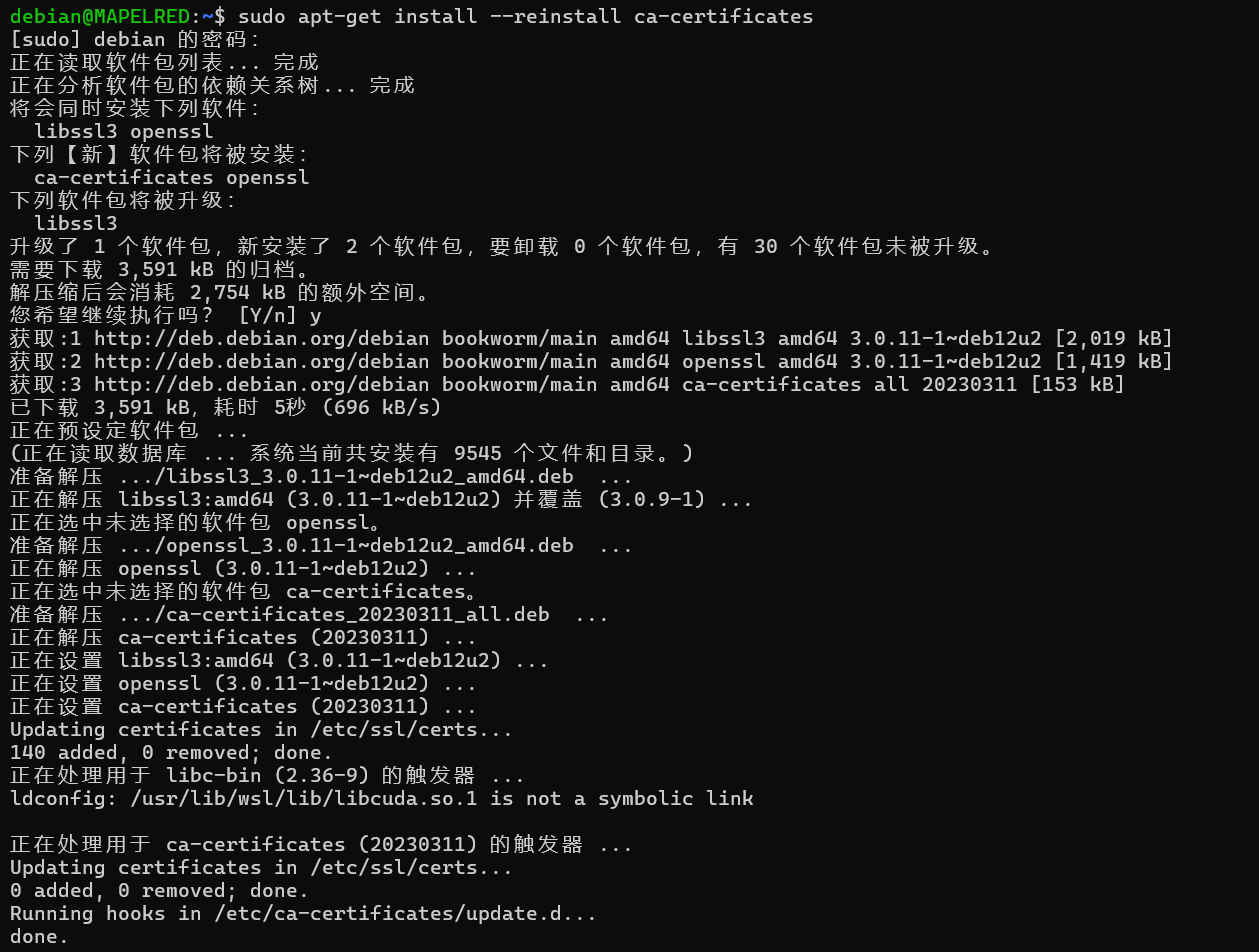 debian@MAPELRED:~$ sudo apt-get install --reinstall ca-certificates
[sudo] debian 的密码：
正在读取软件包列表... 完成
正在分析软件包的依赖关系树... 完成
将会同时安装下列软件：
  libssl3 openssl
下列【新】软件包将被安装：
  ca-certificates openssl
下列软件包将被升级：
  libssl3
升级了 1 个软件包，新安装了 2 个软件包，要卸载 0 个软件包，有 30 个软件包未被升级。
需要下载 3,591 kB 的归档。
解压缩后会消耗 2,754 kB 的额外空间。
您希望继续执行吗？ [Y/n] y
获取:1 http://deb.debian.org/debian bookworm/main amd64 libssl3 amd64 3.0.11-1~deb12u2 [2,019 kB]
获取:2 http://deb.debian.org/debian bookworm/main amd64 openssl amd64 3.0.11-1~deb12u2 [1,419 kB]
获取:3 http://deb.debian.org/debian bookworm/main amd64 ca-certificates all 20230311 [153 kB]
已下载 3,591 kB，耗时 5秒 (696 kB/s)
正在预设定软件包 ...
(正在读取数据库 ... 系统当前共安装有 9545 个文件和目录。)
准备解压 .../libssl3_3.0.11-1~deb12u2_amd64.deb  ...
正在解压 libssl3:amd64 (3.0.11-1~deb12u2) 并覆盖 (3.0.9-1) ...
正在选中未选择的软件包 openssl。
准备解压 .../openssl_3.0.11-1~deb12u2_amd64.deb  ...
正在解压 openssl (3.0.11-1~deb12u2) ...
正在选中未选择的软件包 ca-certificates。
准备解压 .../ca-certificates_20230311_all.deb  ...
正在解压 ca-certificates (20230311) ...
正在设置 libssl3:amd64 (3.0.11-1~deb12u2) ...
正在设置 openssl (3.0.11-1~deb12u2) ...
正在设置 ca-certificates (20230311) ...
Updating certificates in /etc/ssl/certs...
140 added, 0 removed; done.
正在处理用于 libc-bin (2.36-9) 的触发器 ...
ldconfig: /usr/lib/wsl/lib/libcuda.so.1 is not a symbolic link

正在处理用于 ca-certificates (20230311) 的触发器 ...
Updating certificates in /etc/ssl/certs...
0 added, 0 removed; done.
Running hooks in /etc/ca-certificates/update.d...
done.